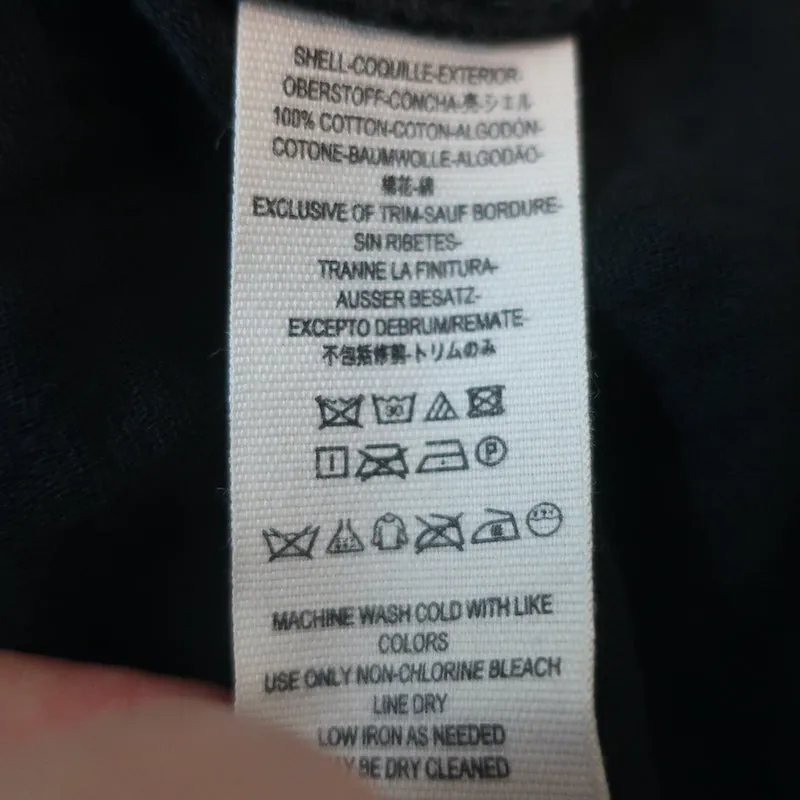 SHELL-COQUILLE-EXTERIOR-
OBERSTOFF-CONCHA-売-シェル
100% COTTON-COTON-ALGODÓN-
COTONE-BAUMWOLLE-ALGODÃO-
棉花-綿
EXCLUSIVE OF TRIM-SAUF BORDURE-
SIN RIBETES-
TRANNE LA FINITURA-
AUSSER BESATZ-
EXCEPTO DEBRUM/REMATE-
不包括修剪-トリムのみ
30
P
MACHINE WASH COLD WITH LIKE
COLORS
USE ONLY NON-CHLORINE BLEACH
LINE DRY
LOW IRON AS NEEDED
BE DRY CLEANED